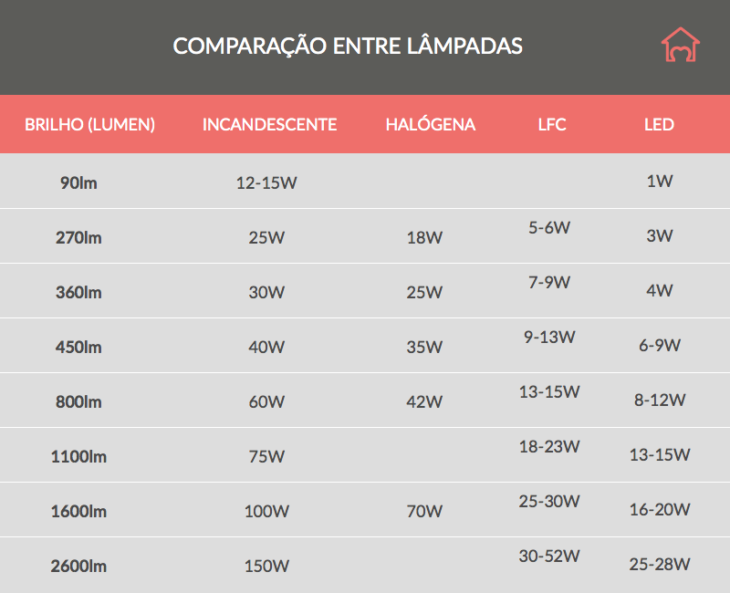 COMPARAÇÃO ENTRE LÂMPADAS
BRILHO (LUMEN) INCANDESCENTE HALÓGENA LFC LED
90lm 12-15W 1W
270lm 25W 18W 5-6W 3W
360lm 30W 25W 7-9W 4W
450lm 40W 35W 9-13W 6-9W
800lm 60W 42W 13-15W 8-12W
1100lm 75W 18-23W 13-15W
1600lm 100W 70W 25-30W 16-20W
2600lm 150W 30-52W 25-28W